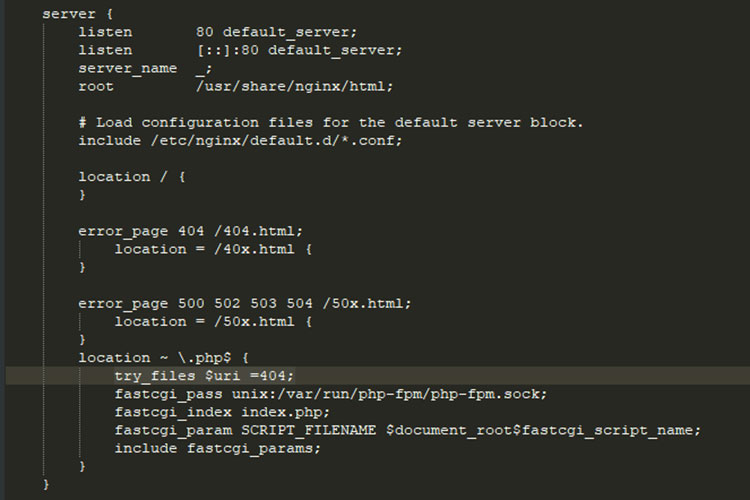 server {
listen 80 default_server;
listen [::]:80 default_server;
server_name _;
root /usr/share/nginx/html;
# Load configuration files for the default server block.
include /etc/nginx/default.d/*.conf;
location / {
}
error_page 404 /404.html;
location = /40x.html {
}
error_page 500 502 503 504 /50x.html;
location = /50x.html {
}
location ~ \.php$ {
try_files $uri =404;
fastcgi_pass unix:/var/run/php-fpm/php-fpm.sock;
fastcgi_index index.php;
fastcgi_param SCRIPT_FILENAME $document_root$fastcgi_script_name;
include fastcgi_params;
}
}